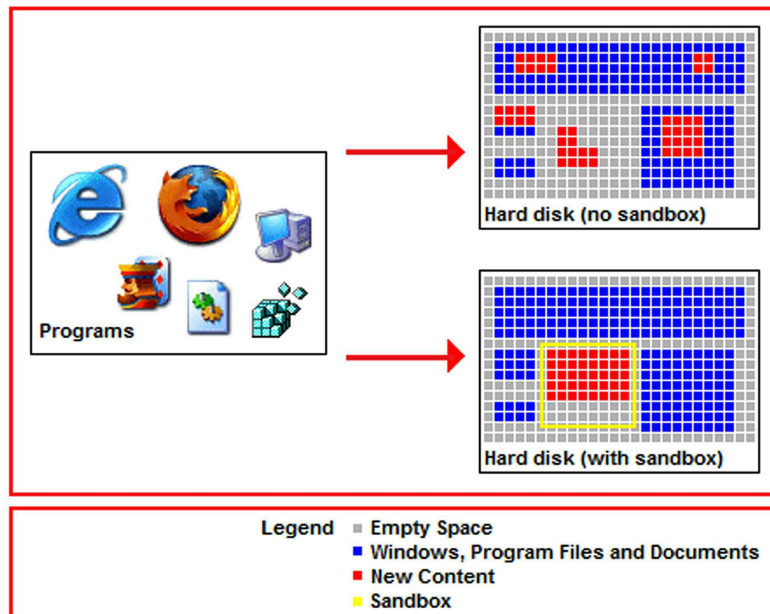 Programs
Hard disk (no sandbox)
Hard disk (with sandbox)
Legend
Empty Space
Windows, Program Files and Documents
New Content
Sandbox